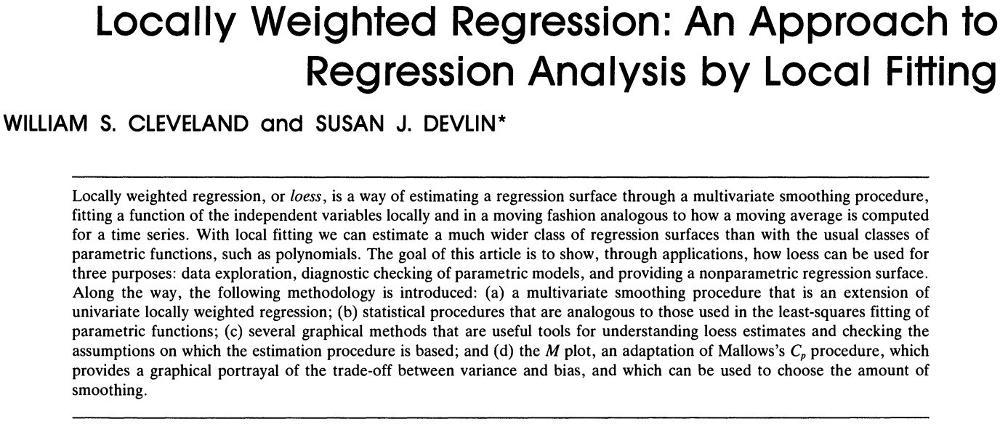 Locally Weighted Regression: An Approach to
Regression Analysis by Local Fitting
WILLIAM S. CLEVELAND and SUSAN J. DEVLIN*
Locally weighted regression, or loess, is a way of estimating a regression surface through a multivariate smoothing procedure,
fitting a function of the independent variables locally and in a moving fashion analogous to how a moving average is computed
for a time series. With local fitting we can estimate a much wider class of regression surfaces than with the usual classes of
parametric functions, such as polynomials. The goal of this article is to show, through applications, how loess can be used for
three purposes: data exploration, diagnostic checking of parametric models, and providing a nonparametric regression surface.
Along the way, the following methodology is introduced: (a) a multivariate smoothing procedure that is an extension of
univariate locally weighted regression; (b) statistical procedures that are analogous to those used in the least-squares fitting of
parametric functions; (c) several graphical methods that are useful tools for understanding loess estimates and checking the
assumptions on which the estimation procedure is based; and (d) the M plot, an adaptation of Mallows's Cp procedure, which
provides a graphical portrayal of the trade-off between variance and bias, and which can be used to choose the amount of
smoothing.